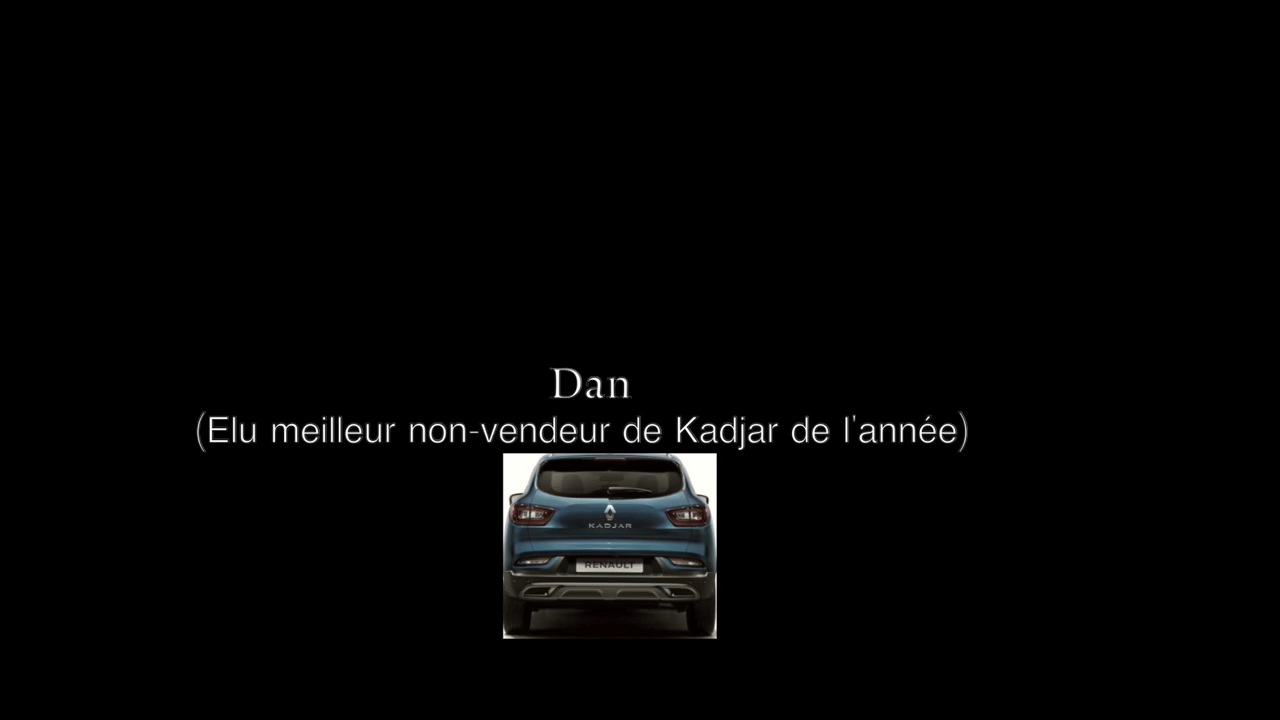 Dan
(Elu meilleur non-vendeur de Kadjar de l'année)
KADJAR
RENAULT